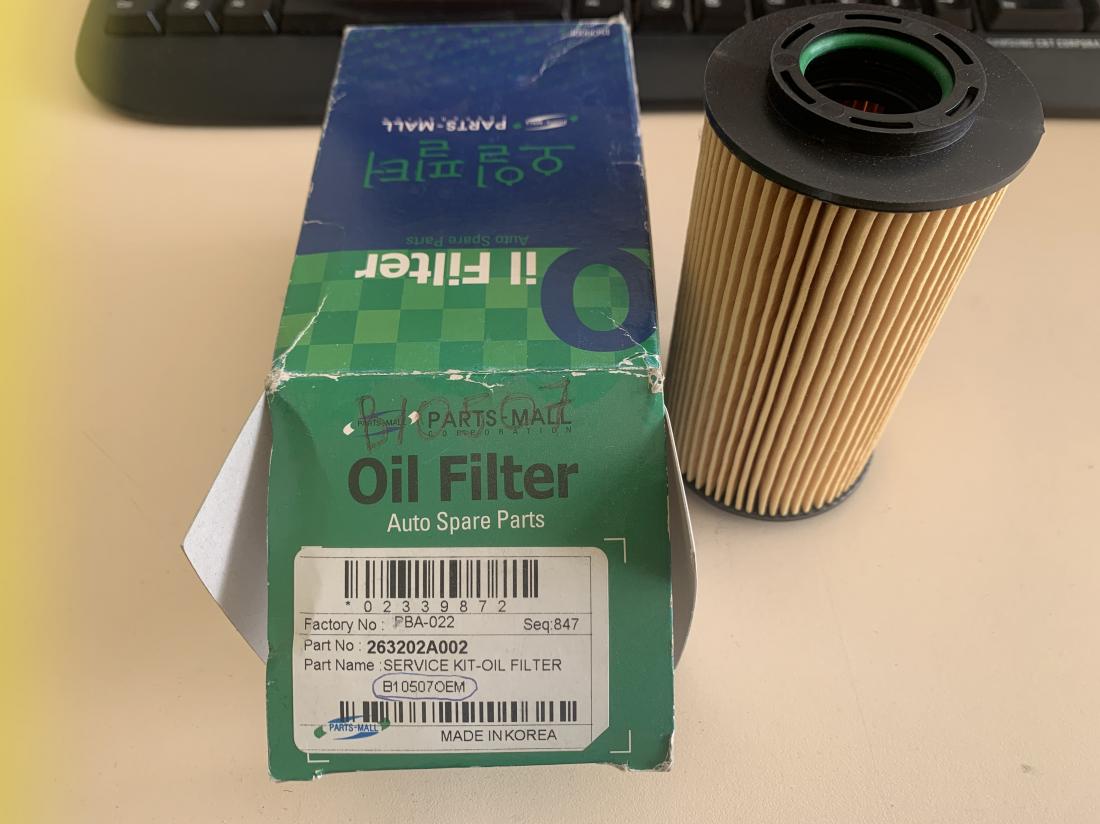 PARTS-MALL
오일필터
Auto Spare Parts
Oil Filter
B10507
PARTS-MALL
PARTS-MALL
CORPORATION
Oil Filter
Auto Spare Parts
*02339872
Factory No : PBA-022 Seq:847
Part No : 263202A002
Part Name :SERVICE KIT-OIL FILTER
B10507OEM
PARTS-MALL
MADE IN KOREA